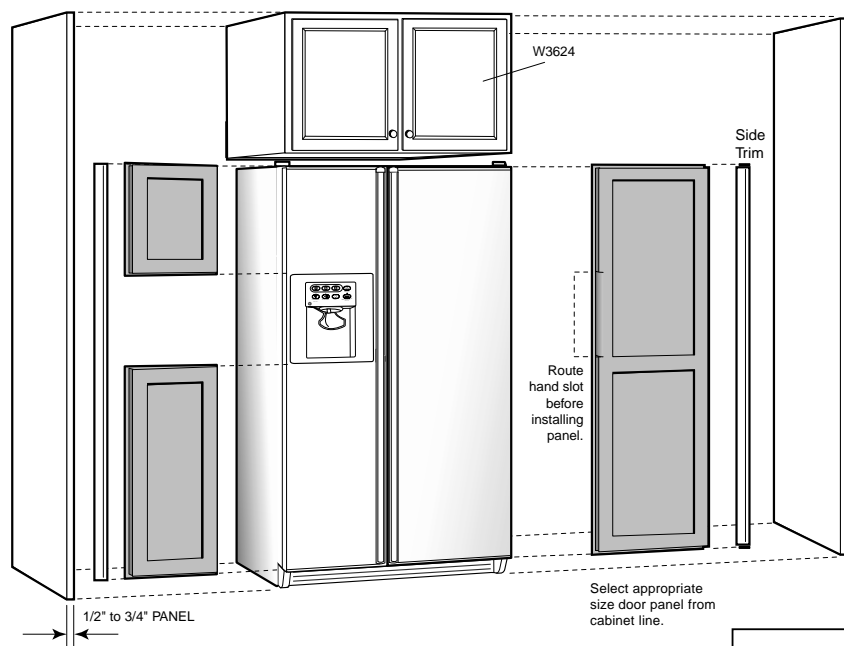 W3624
Side
Trim
Route
hand slot
before
installing
panel.
Select appropriate
size door panel from
cabinet line.
1/2" to 3/4" PANEL